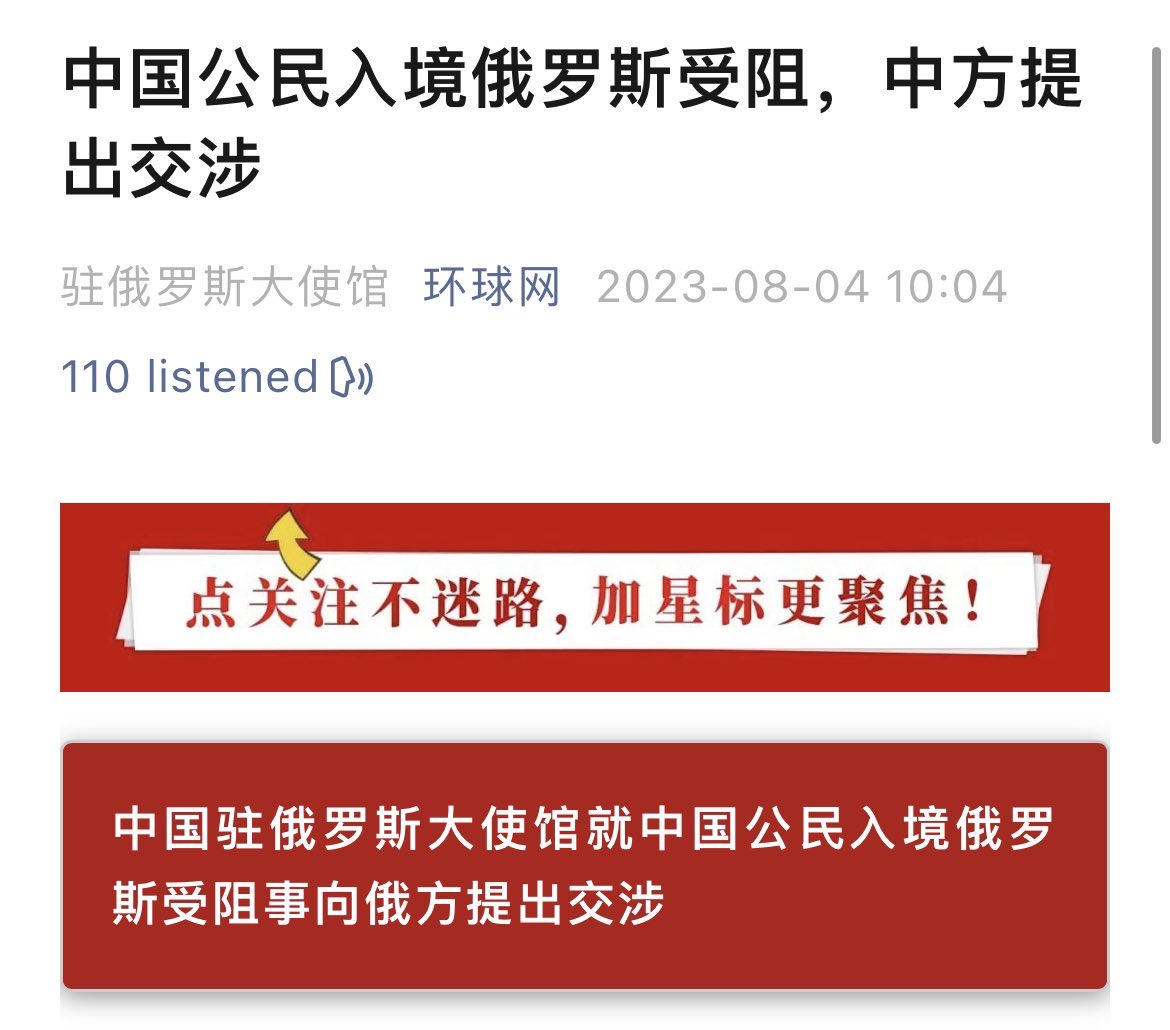 中国公民入境俄罗斯受阻，中方提
出交涉
驻俄罗斯大使馆 环球网 2023-08-04 10:04
110 listened
点关注不迷路,加星标更聚焦!
中国驻俄罗斯大使馆就中国公民入境俄罗
斯受阻事向俄方提出交涉